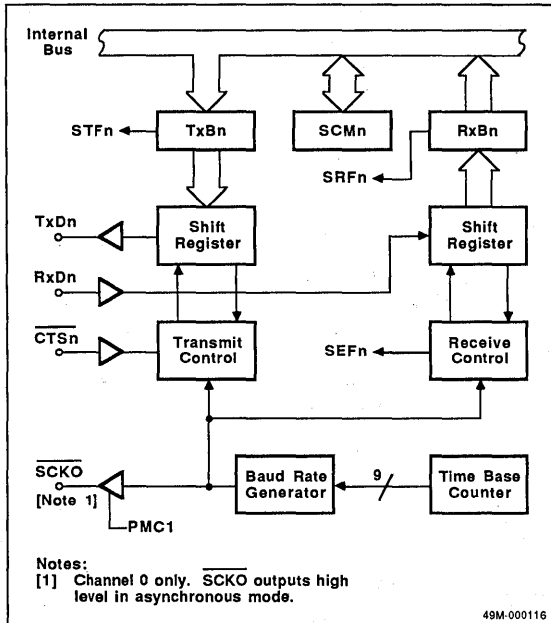 Internal
Bus
STFn
TxBn
SCMn
RxBn
SRFn
TxDn
Shift
Register
Shift
Register
RxDn
CTSn
Transmit
Control
SEFn
Receive
Control
SCKO
[Note 1]
Baud Rate
Generator
9
Time Base
Counter
PMC1
Notes:
[1] Channel 0 only. SCKO outputs high
level in asynchronous mode.
49M-000116